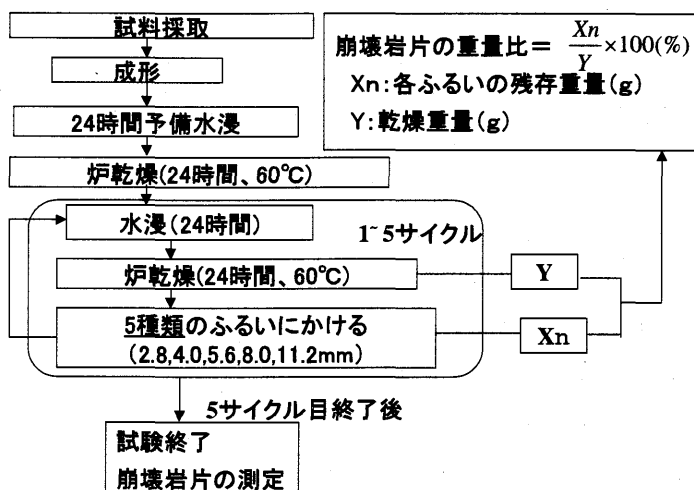 試料採取
成形
24時間予備水浸
炉乾燥(24時間、60℃)
水浸(24時間)
1~5サイクル
炉乾燥(24時間、60℃)
5種類のふるいにかける
(2.8,4.0,5.6,8.0,11.2mm)
5サイクル目終了後
試験終了
崩壊岩片の測定
Y
Xn
崩壊岩片の重量比= Xn/Y ×100(%)
Xn:各ふるいの残存重量(g)
Y:乾燥重量(g)